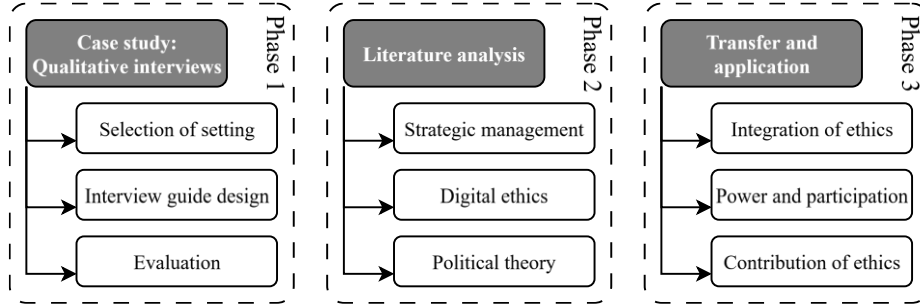 Case study:
Qualitative interviews
Phase 1
Selection of setting
Interview guide design
Evaluation
Literature analysis
Phase 2
Strategic management
Digital ethics
Political theory
Transfer and
application
Phase 3
Integration of ethics
Power and participation
Contribution of ethics